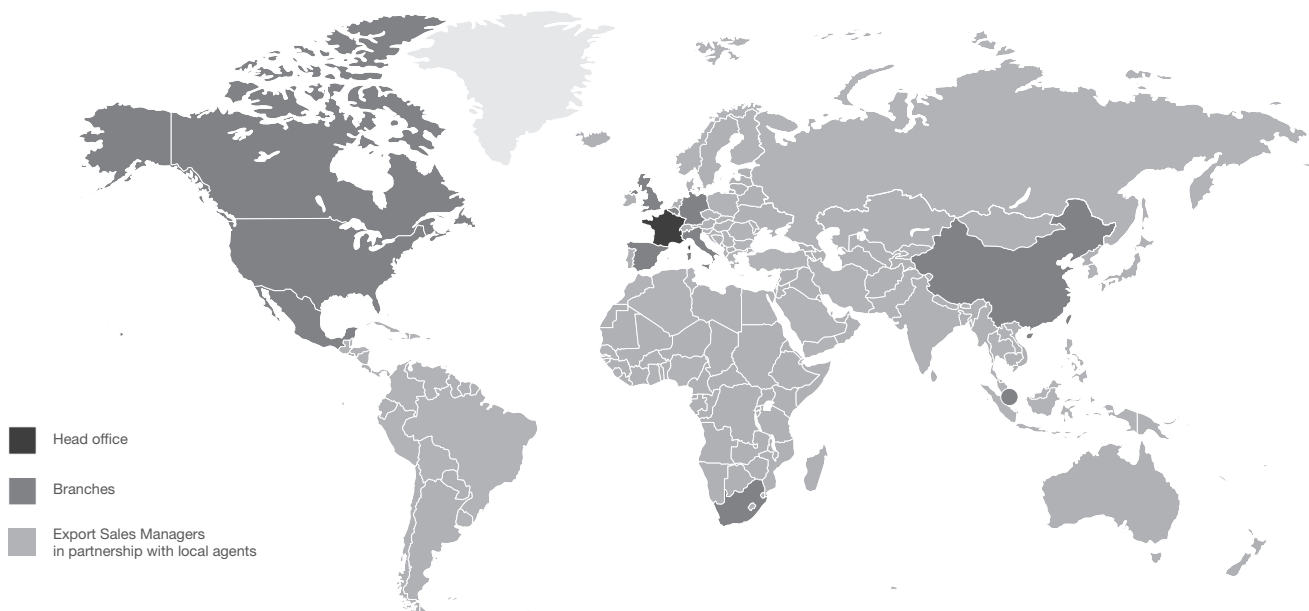 Head office
Branches
Export Sales Managers
in partnership with local agents